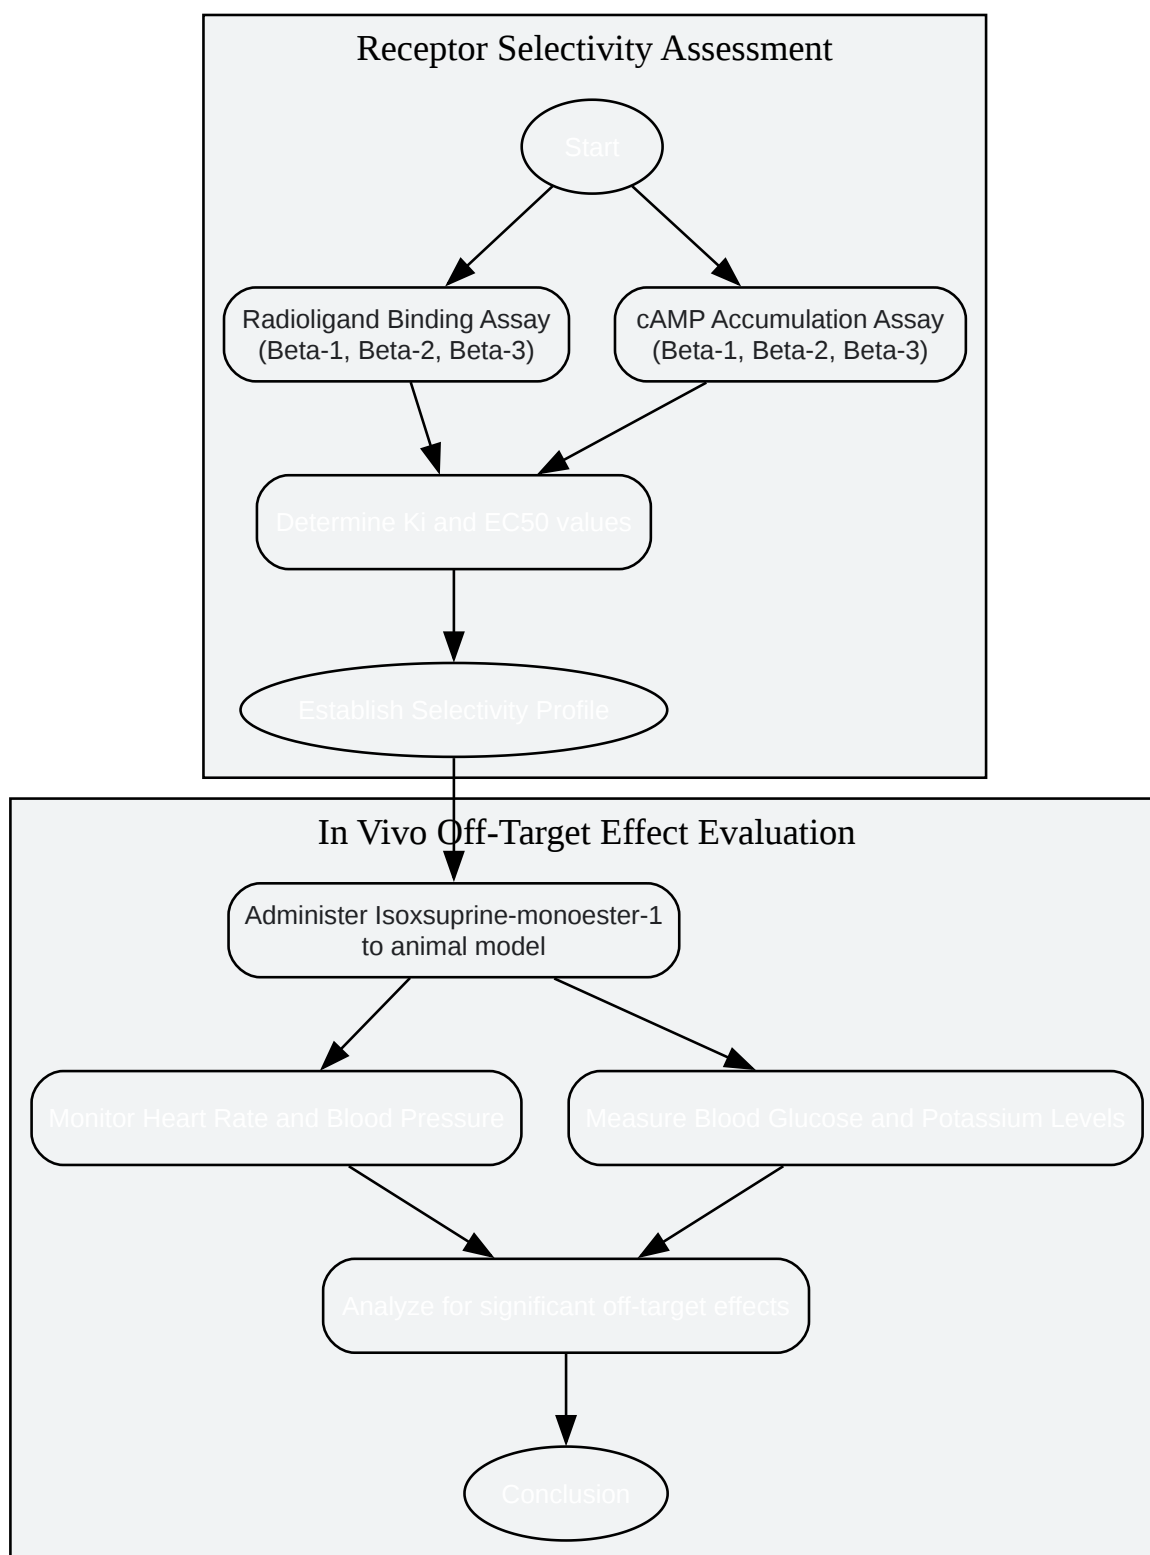 Receptor Selectivity Assessment
Start
Radioligand Binding Assay
(Beta-1, Beta-2, Beta-3)
cAMP Accumulation Assay
(Beta-1, Beta-2, Beta-3)
Determine Ki and EC50 values
Establish Selectivity Profile
In Vivo Off-Target Effect Evaluation
Administer Isoxsuprine-monoester-1
to animal model
Monitor Heart Rate and Blood Pressure
Measure Blood Glucose and Potassium Levels
Analyze for significant off-target effects
Conclusion